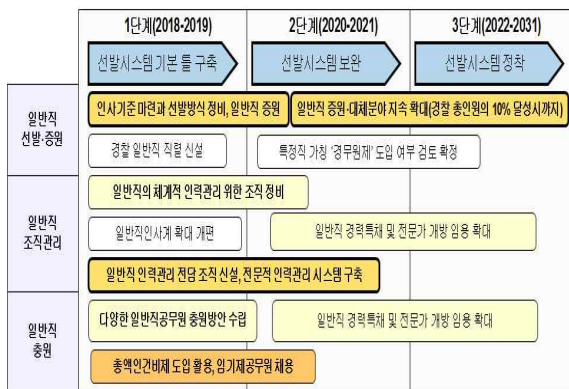 1단계(2018-2019)
2단계(2020-2021)
3단계(2022-2031)
선발시스템 기본 틀 구축
선발시스템 보완
선발시스템 정착
일반직
선발·증원
인사기준 마련과 선발방식 정비, 일반직 증원
일반직 증원·대체분야 지속 확대(경찰 총인원의 10% 달성시까지)
경찰 일반직 직렬 신설
특정직 가칭 ‘경무원제’ 도입 여부 검토 확정
일반직
조직관리
일반직의 체계적 인력관리 위한 조직 정비
일반직인사계 확대 개편
일반직 경력특채 및 전문가 개방 임용 확대
일반직 인력관리 전담 조직 신설, 전문적 인력관리 시스템 구축
일반직
충원
다양한 일반직공무원 충원방안 수립
일반직 경력특채 및 전문가 개방 임용 확대
총액인건비제 도입 활용, 임기제공무원 채용